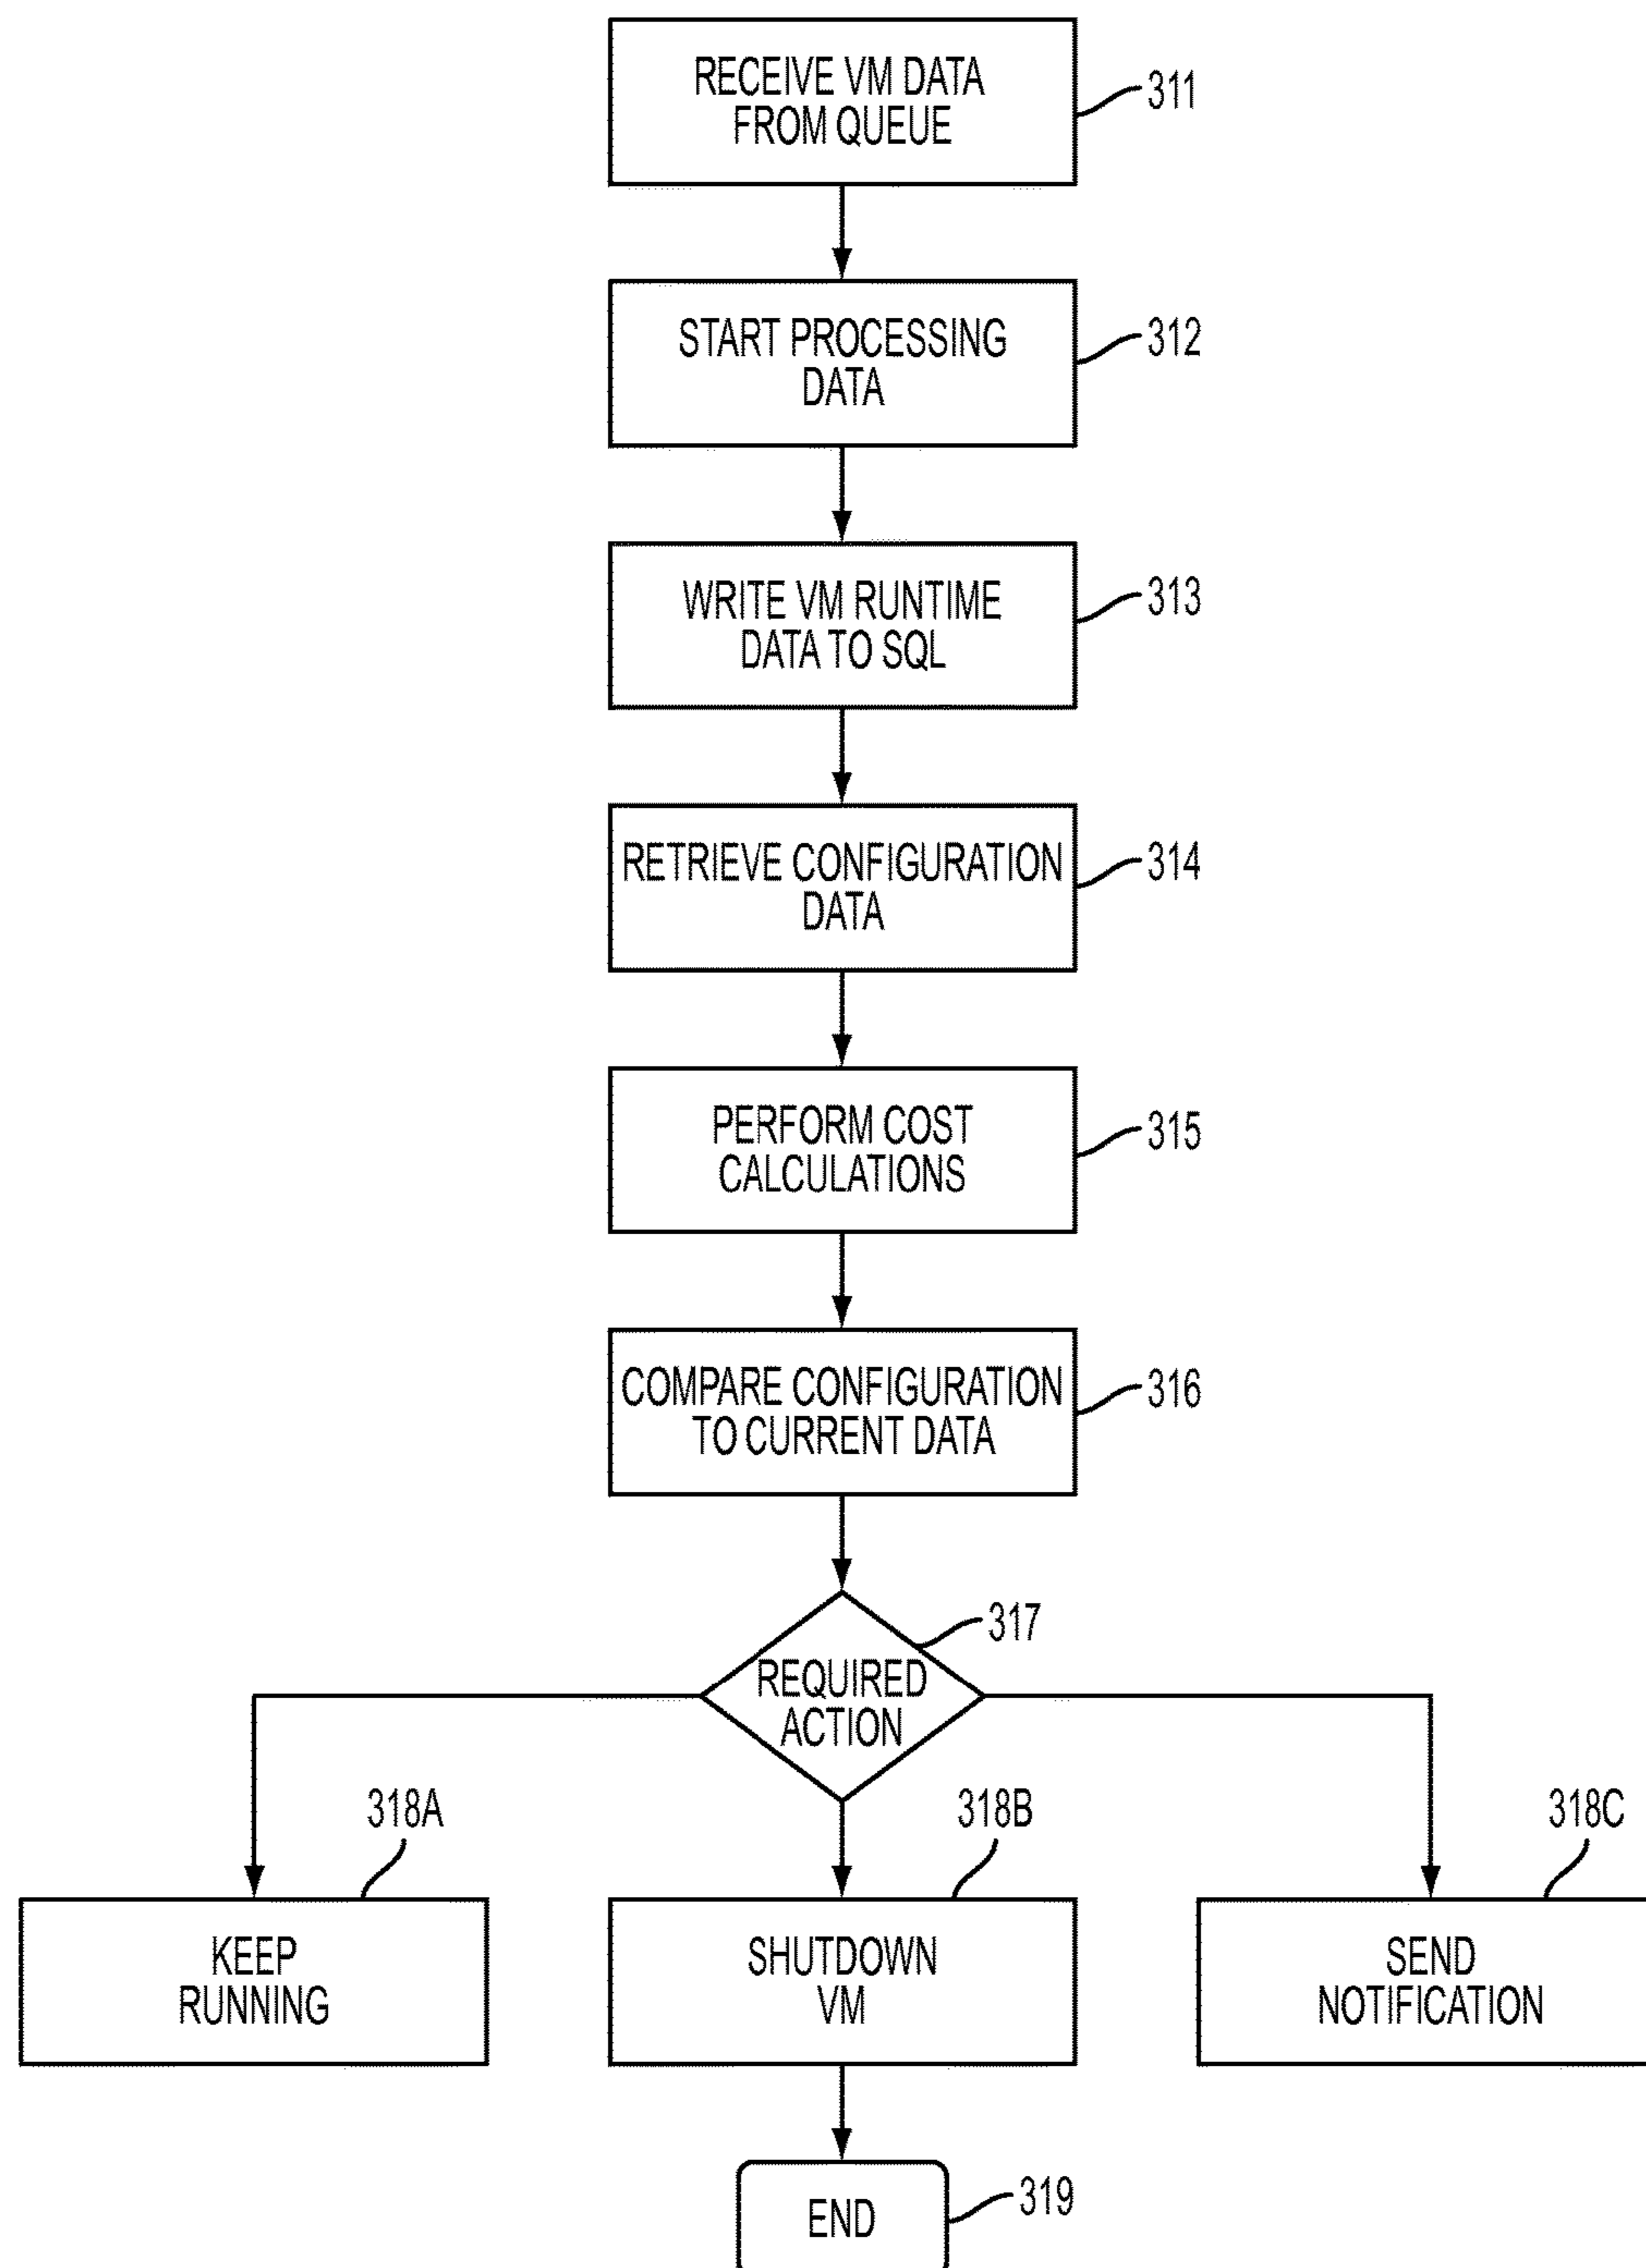 RECEIVE VM DATA
FROM QUEUE
311
START PROCESSING
DATA
312
WRITE VM RUNTIME
DATA TO SQL
313
RETRIEVE CONFIGURATION
DATA
314
PERFORM COST
CALCULATIONS
315
COMPARE CONFIGURATION
TO CURRENT DATA
316
317
REQUIRED
ACTION
318A
318B
318C
KEEP
RUNNING
SHUTDOWN
VM
SEND
NOTIFICATION
END
319